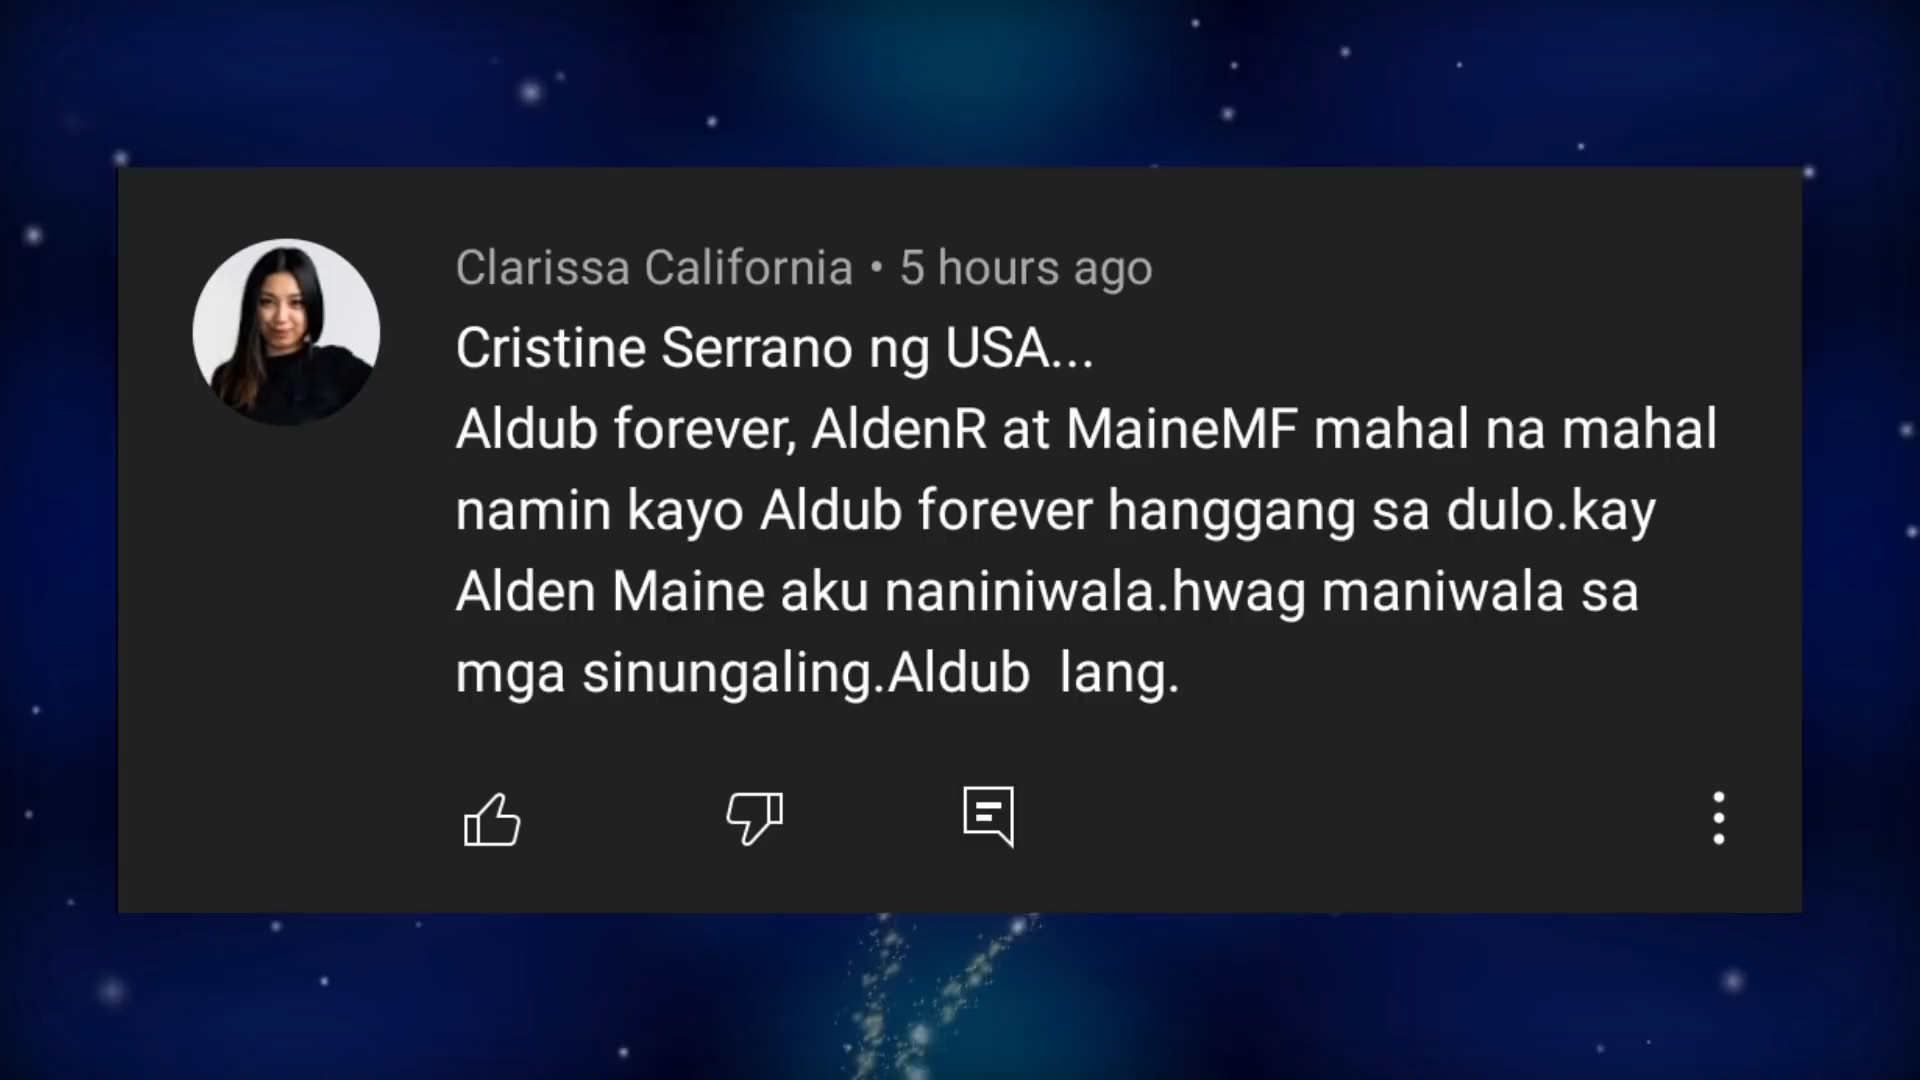 Clarissa California • 5 hours ago
Cristine Serrano ng USA...
Aldub forever, AldenR at MaineMF mahal na mahal
namin kayo Aldub forever hanggang sa dulo.kay
Alden Maine aku naniniwala.hwag maniwala sa
mga sinungaling.Aldub  lang.